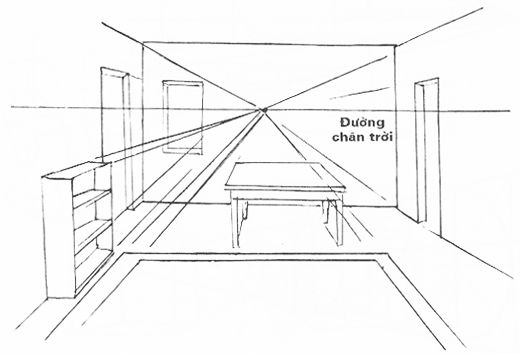 Đường
chân trời